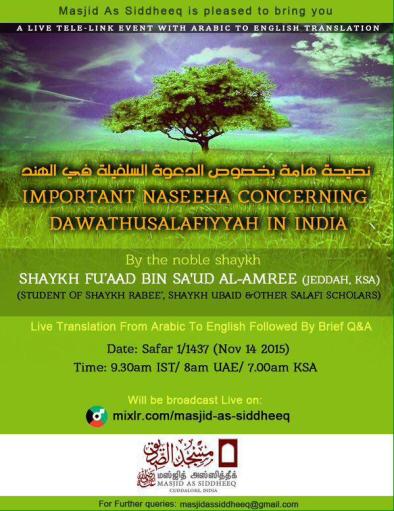 Masjid As Siddheeq is pleased to bring you
A LIVE TELE-LINK EVENT WITH ARABIC TO ENGLISH TRANSLATION
نصيحة هامة بخصوص الدعوة السلفية في الهند
IMPORTANT NASEEHA CONCERNING
DAWATHUSALAFIYYAH IN INDIA
By the noble shaykh
SHAYKH FU'AAD BIN SA'UD AL-AMREE (JEDDAH, KSA)
(STUDENT OF SHAYKH RABEE', SHAYKH UBAID &OTHER SALAFI SCHOLARS)
Live Translation From Arabic To English Followed By Brief Q&A
Date: Safar 1/1437 (Nov 14 2015)
Time: 9.30am IST/ 8am UAE/ 7.00am KSA
Will be broadcast Live on:
mixlr.com/masjid-as-siddheeq
مسجد الصديق
மஸ்ஜித் அஸ்ஸித்தீக்
MASJID AS SIDDHEEQ
CUDDALORE, INDIA
For Further queries: masjidassiddheeq@gmail.com